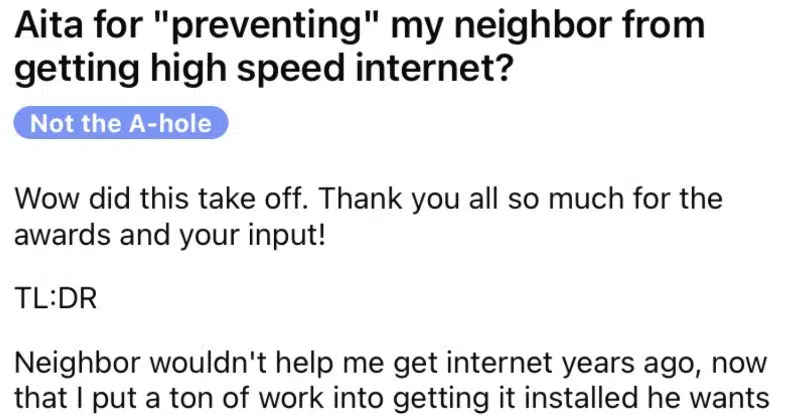 Aita for "preventing" my neighbor from
getting high speed internet?
Not the A-hole
Wow did this take off. Thank you all so much for the
awards and your input!
TL:DR
Neighbor wouldn't help me get internet years ago, now
that I put a ton of work into getting it installed he wants